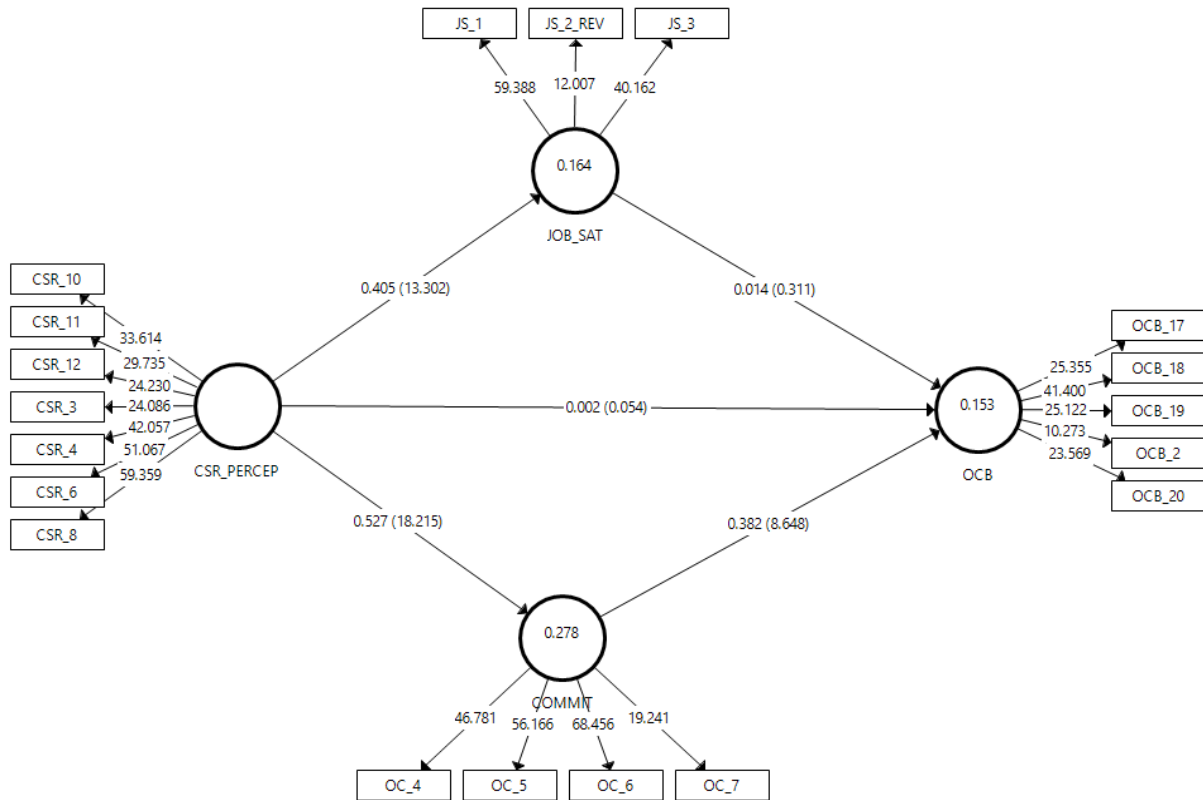 JS_1
JS_2_REV
JS_3
59.388
12.007
40.162
0.164
JOB_SAT
0.405 (13.302)
0.014 (0.311)
CSR_10
CSR_11
CSR_12
CSR_3
CSR_4
CSR_6
CSR_8
33.614
29.735
24.230
24.086
42.057
51.067
59.359
CSR_PERCEP
0.002 (0.054)
0.153
OCB
25.355
41.400
25.122
10.273
23.569
OCB_17
OCB_18
OCB_19
OCB_2
OCB_20
0.527 (18.215)
0.382 (8.648)
0.278
COMMIT
46.781
56.166
68.456
19.241
OC_4
OC_5
OC_6
OC_7